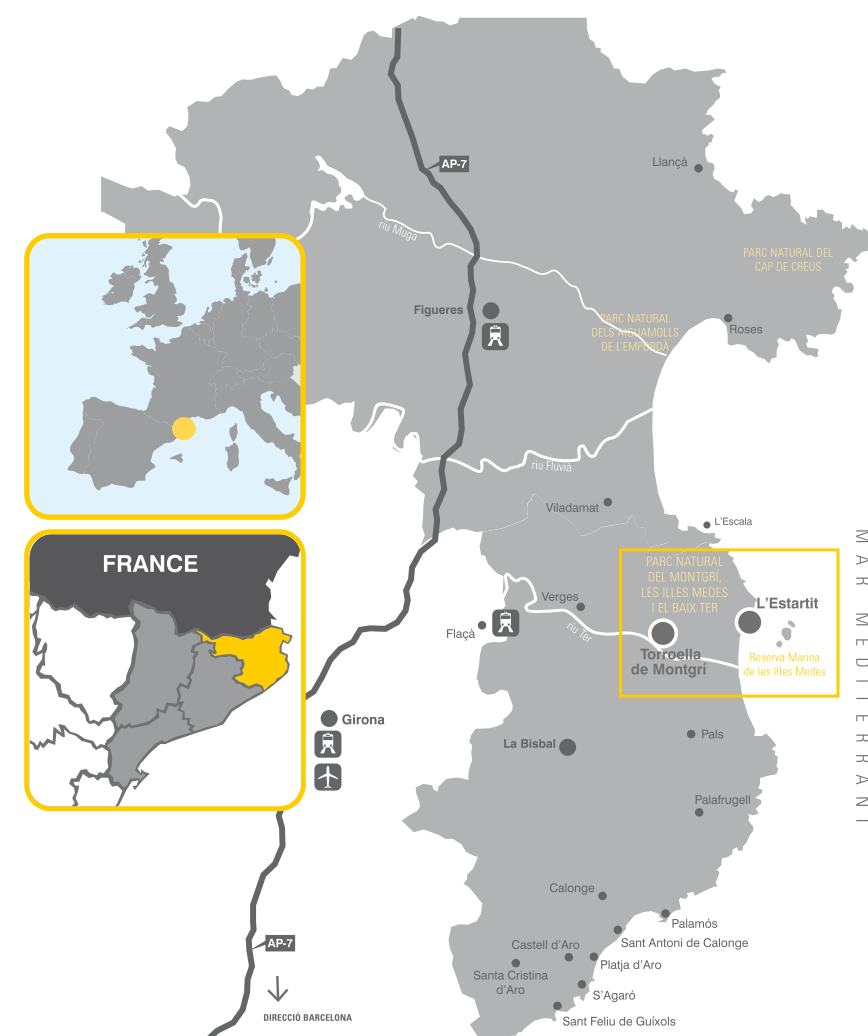 AP-7
Llançà
riu Muga
PARC NATURAL DEL
CAP DE CREUS
Figueres
PARC NATURAL
DELS AIGUAMOLLS
DE L'EMPORDÀ
Roses
riu Fluvià
Viladamat
L'Escala
MAR MEDITERRANI
FRANCE
PARC NATURAL
DEL MONTGRÍ,
LES ILLES MEDES
I EL BAIX TER
Verges
L'Estartit
Flaçà
riu Ter
Torroella
de Montgrí
Reserva Marina
de les Illes Medes
Girona
La Bisbal
Pals
Palafrugell
Calonge
Palamós
AP-7
Castell d'Aro
Sant Antoni de Calonge
Santa Cristina
d'Aro
Platja d'Aro
S'Agaró
DIRECCIÓ BARCELONA
Sant Feliu de Guíxols